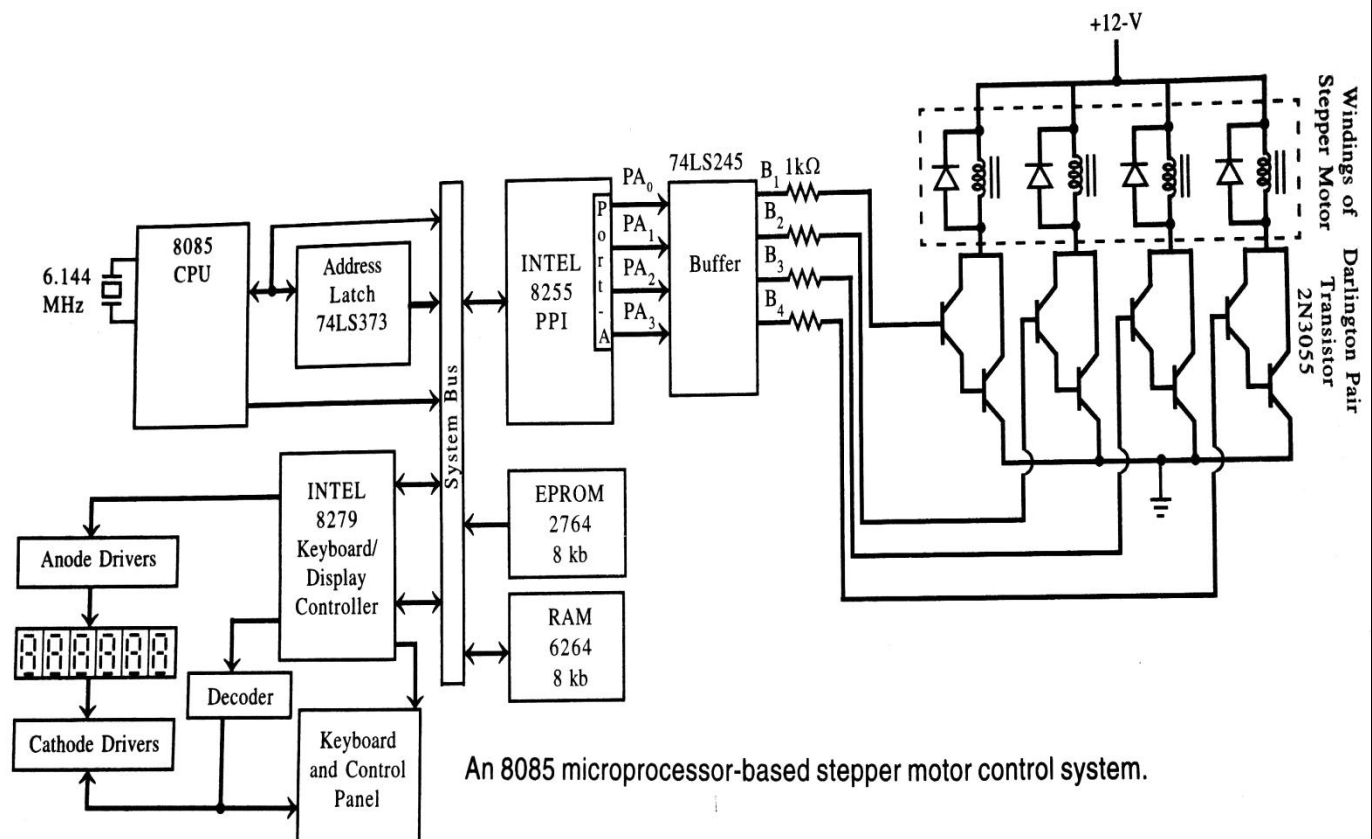 +12-V
Windings of
Stepper Motor
Darlington Pair
Transistor
2N3055
74LS245
Buffer
B1 1kΩ
B2
B3
B4
PAo
PA1
PA2
PA3
Port-A
INTEL
8255
PPI
8085
CPU
6.144
MHz
Address
Latch
74LS373
System Bus
INTEL
8279
Keyboard/
Display
Controller
EPROM
2764
8 kb
RAM
6264
8 kb
Anode Drivers
888888
Decoder
Cathode Drivers
Keyboard
and Control
Panel
An 8085 microprocessor-based stepper motor control system.